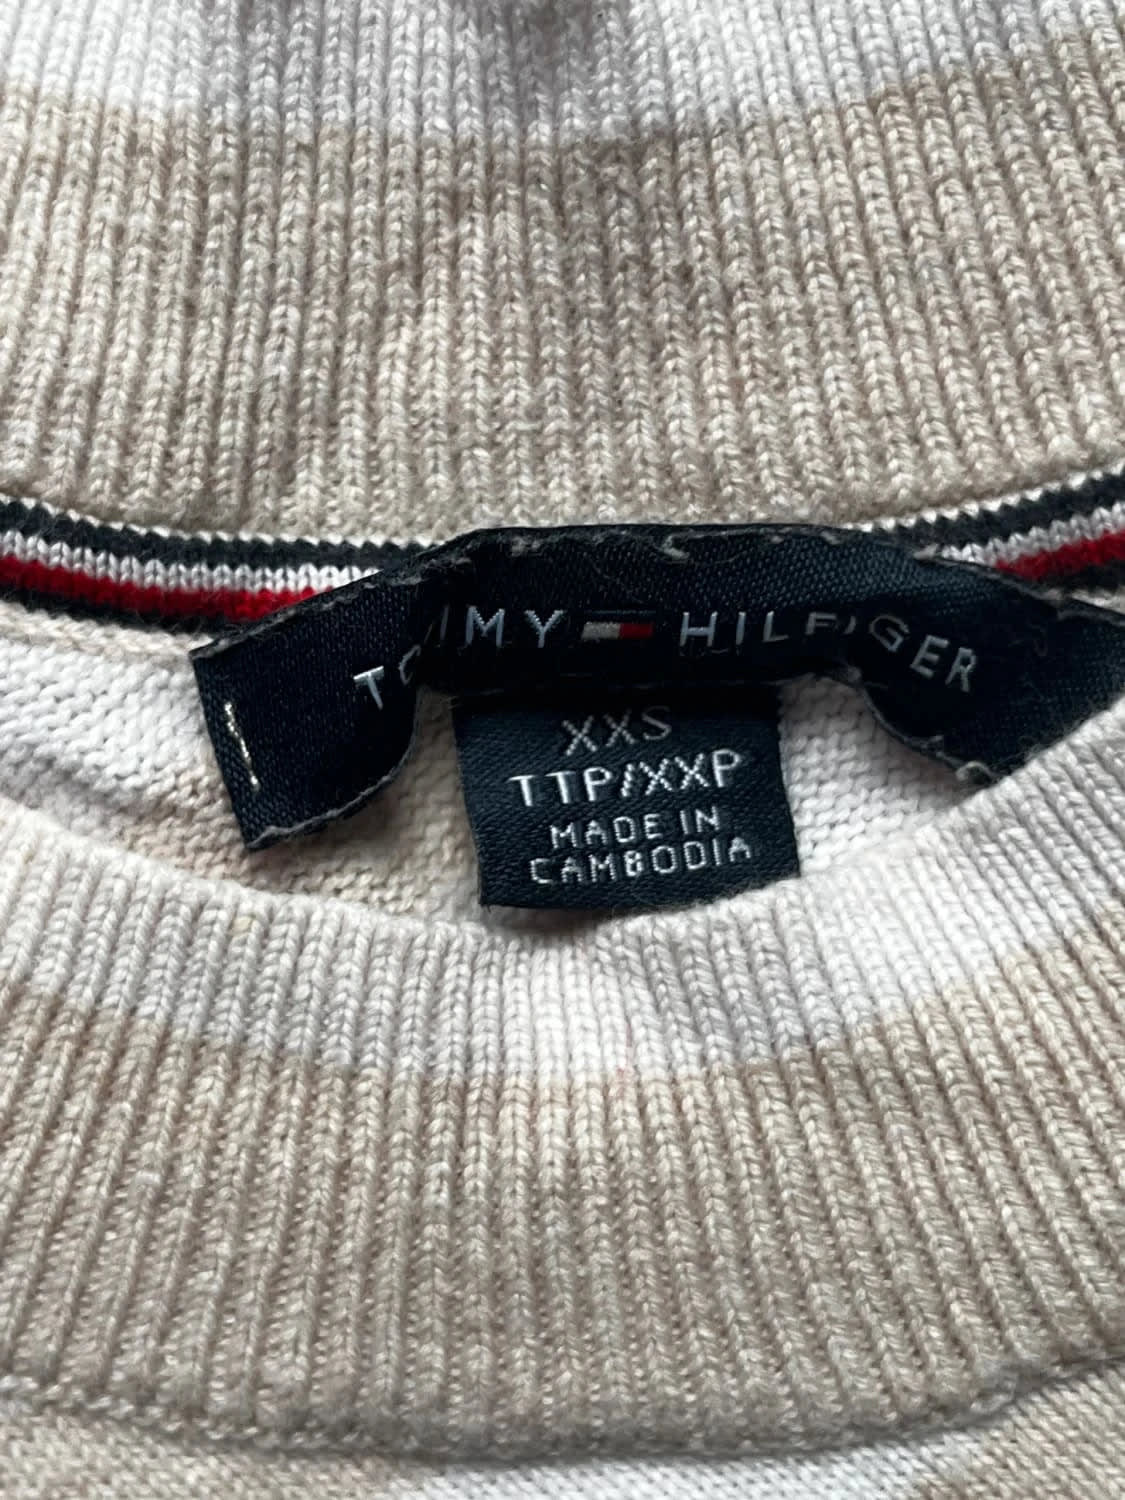 TOMMY HILFIGER
XXS
TTP/XXP
MADE IN
CAMBODIA